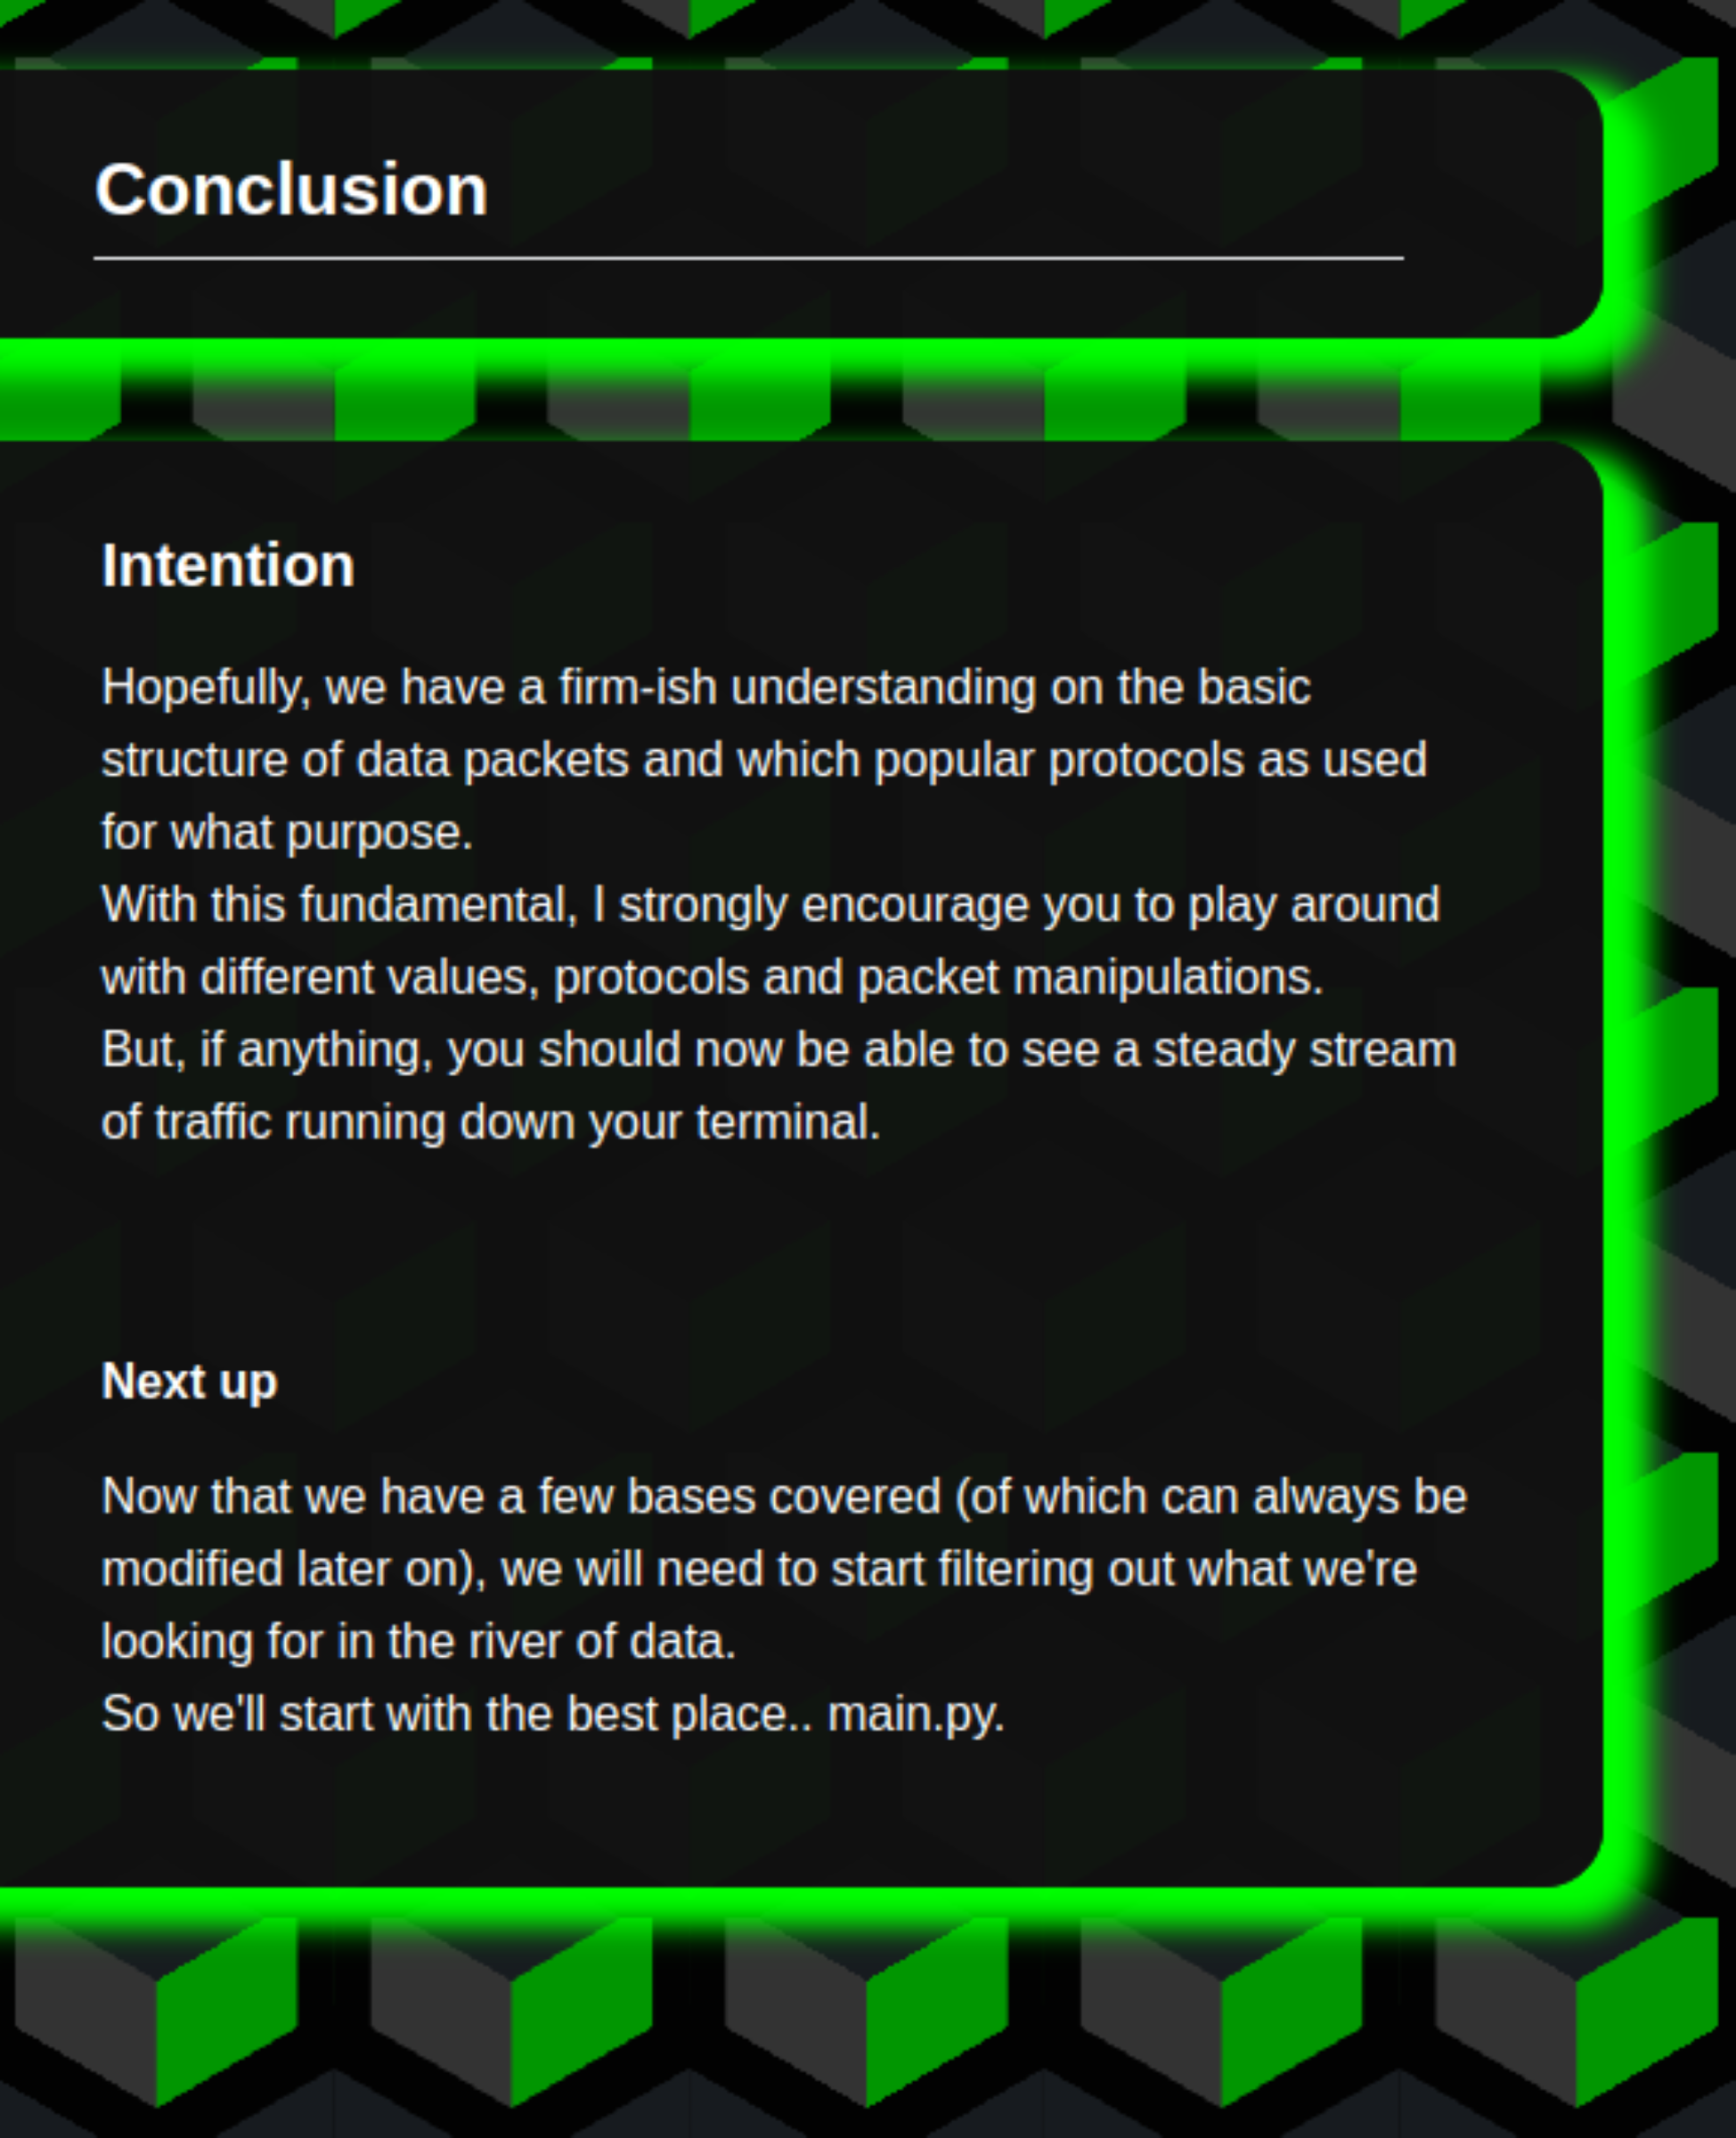 Conclusion
Intention
Hopefully, we have a firm-ish understanding on the basic
structure of data packets and which popular protocols as used
for what purpose.
With this fundamental, I strongly encourage you to play around
with different values, protocols and packet manipulations.
But, if anything, you should now be able to see a steady stream
of traffic running down your terminal.
Next up
Now that we have a few bases covered (of which can always be
modified later on), we will need to start filtering out what we're
looking for in the river of data.
So we'll start with the best place.. main.py.